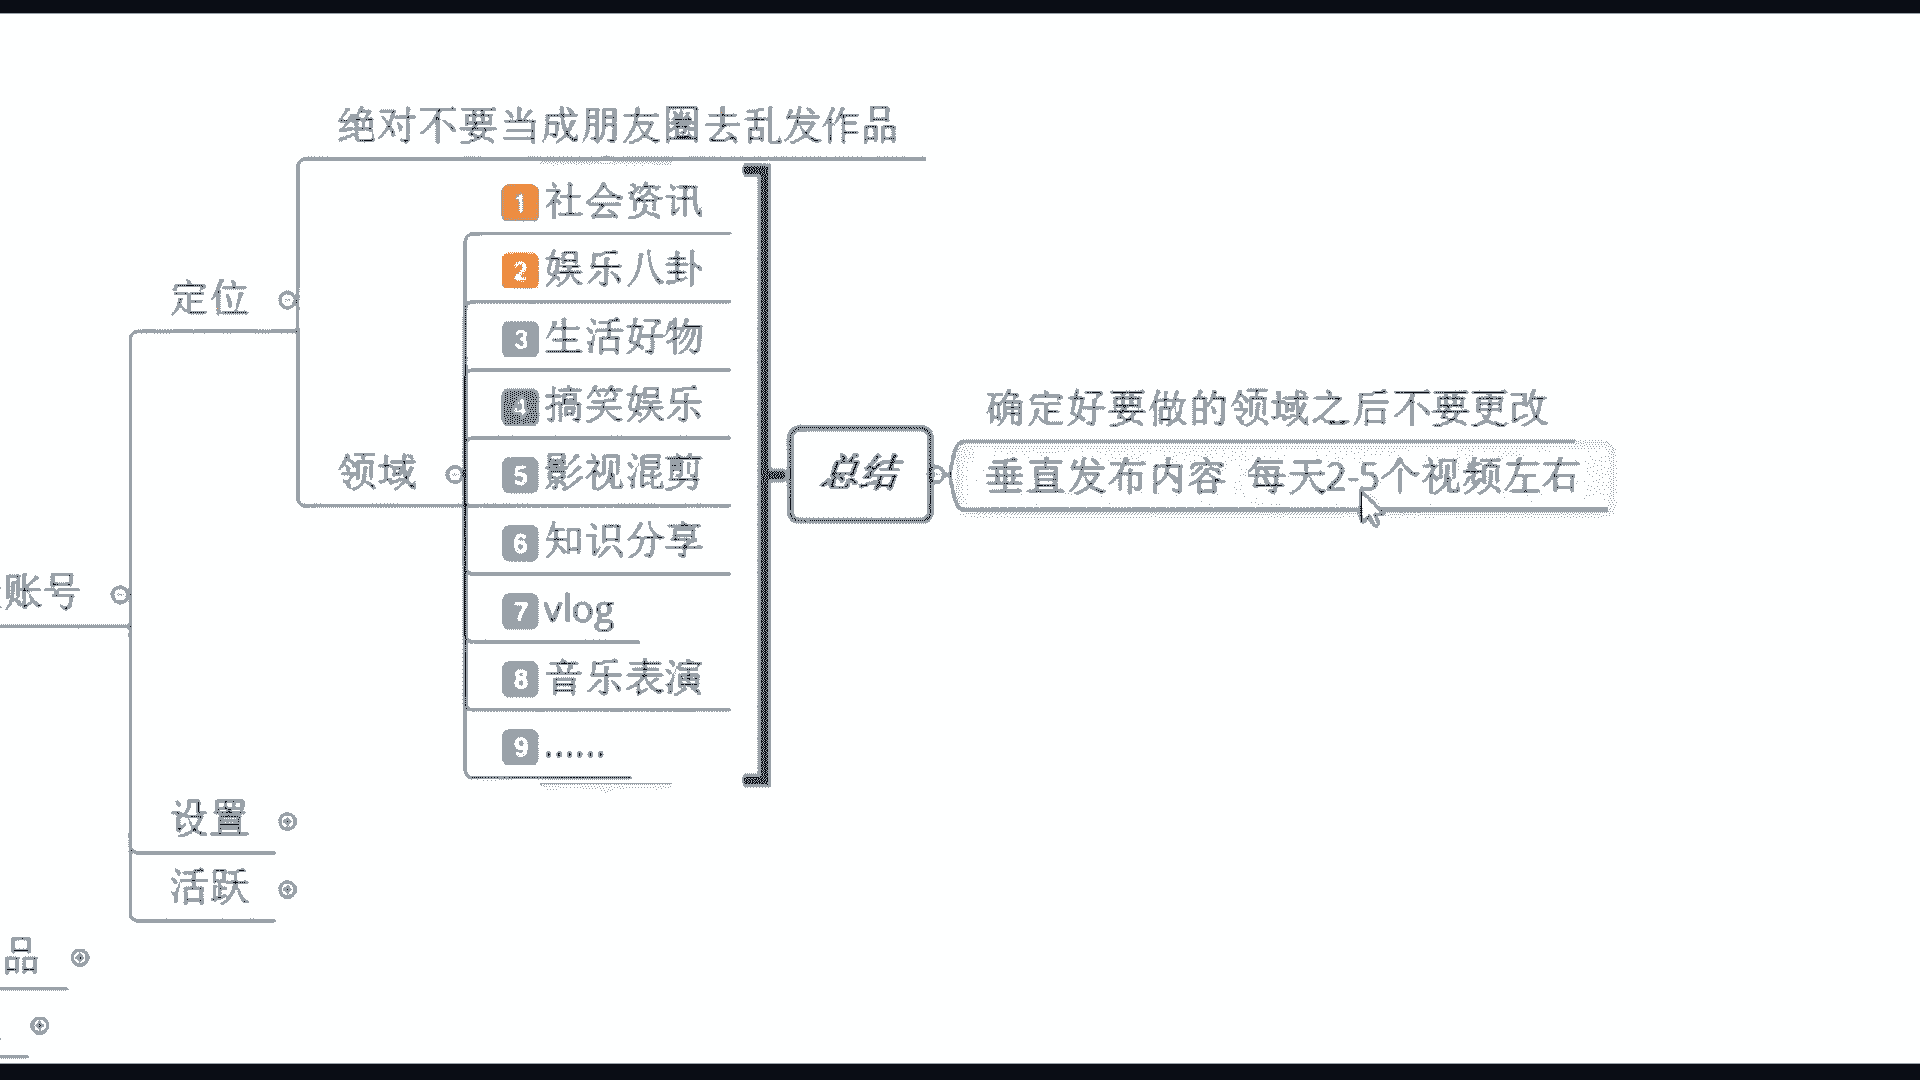 绝对不要当成朋友圈去乱发作品
1 社会资讯
2 娱乐八卦
定位
3 生活好物
4 搞笑娱乐
领域
5 影视混剪
6 知识分享
7 vlog
8 音乐表演
9 ......
总结
确定好要做的领域之后不要更改
垂直发布内容 每天2-5个视频左右
账号
设置
活跃
品